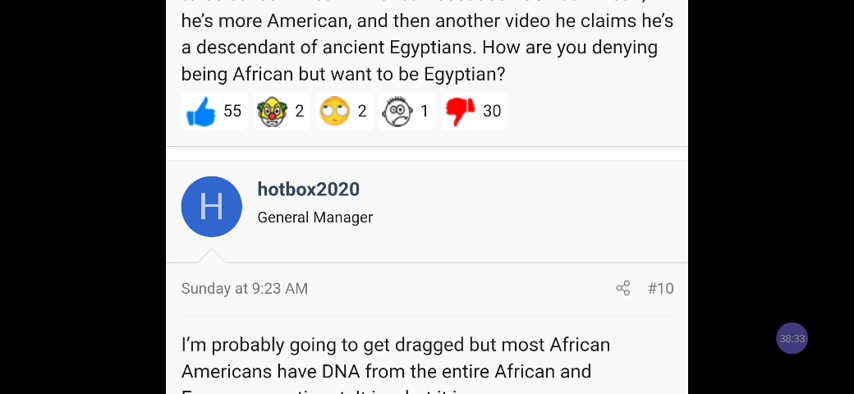 he's more American, and then another video he claims he's
a descendant of ancient Egyptians. How are you denying
being African but want to be Egyptian?
55 2 2 1 30
H
hotbox2020
General Manager
Sunday at 9:23 AM #10
38:33
I'm probably going to get dragged but most African
Americans have DNA from the entire African and